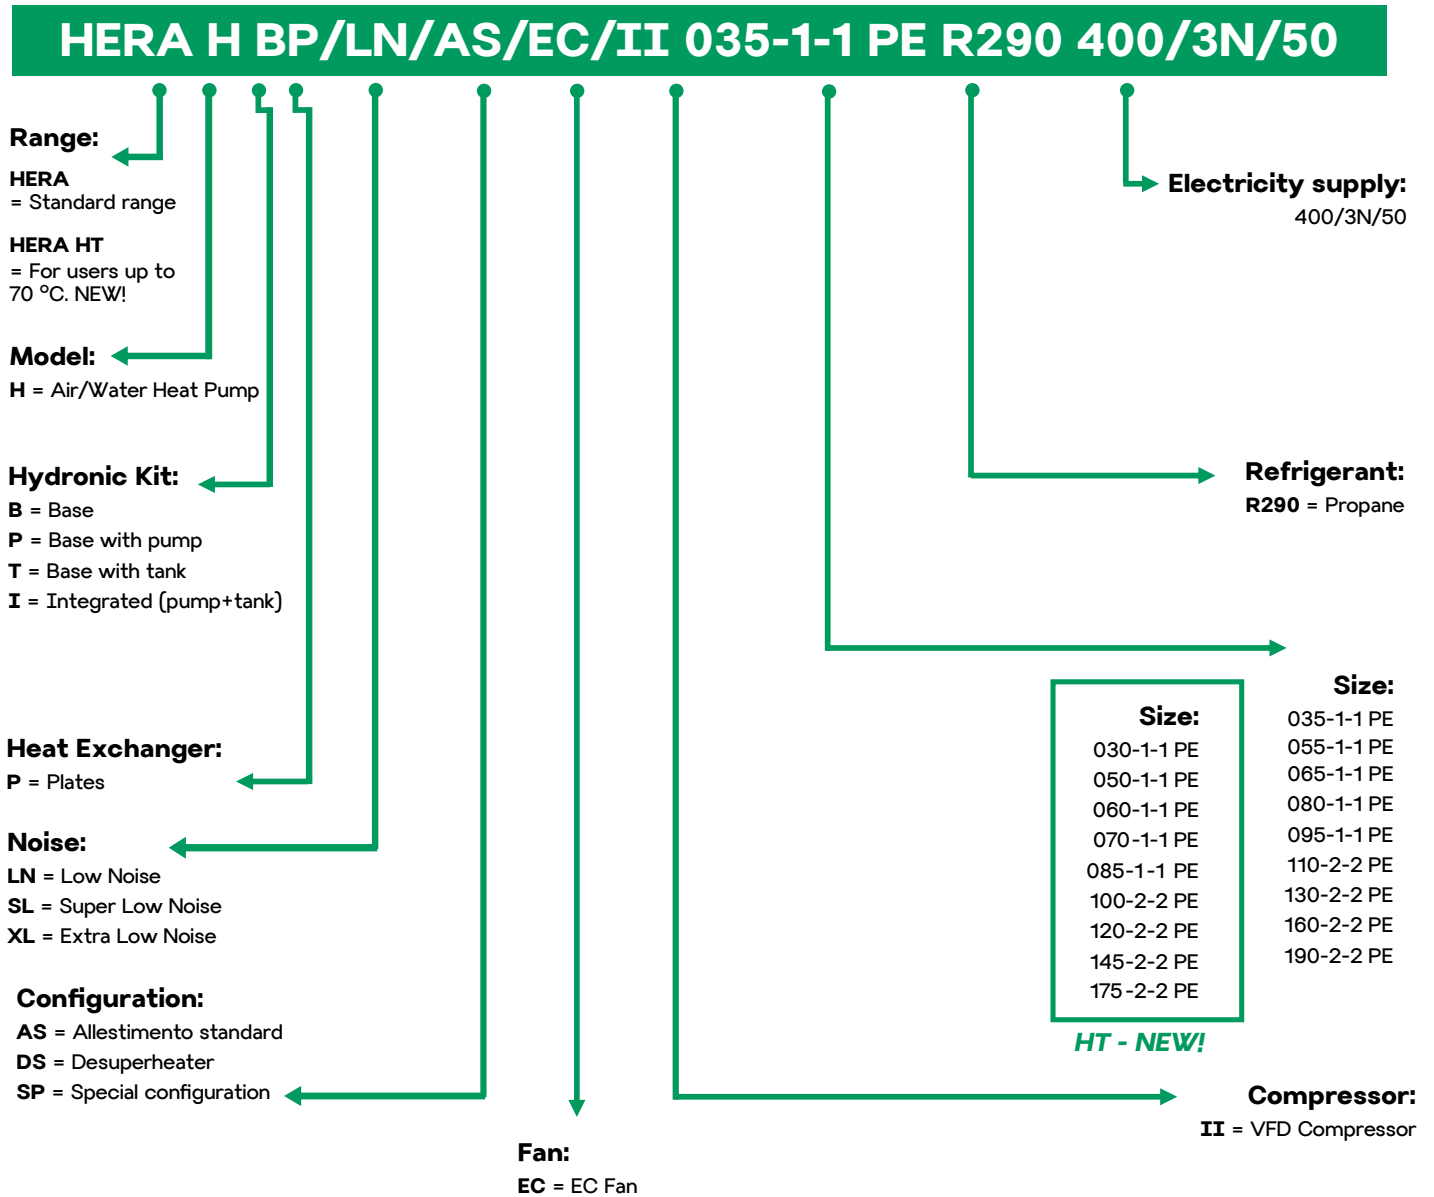 HERA H BP/LN/AS/EC/II 035-1-1 PE R290 400/3N/50
Range:
HERA
= Standard range
HERA HT
= For users up to
70 °C. NEW!
Model:
H = Air/Water Heat Pump
Hydronic Kit:
B = Base
P = Base with pump
T = Base with tank
I = Integrated (pump+tank)
Heat Exchanger:
P = Plates
Noise:
LN = Low Noise
SL = Super Low Noise
XL = Extra Low Noise
Configuration:
AS = Allestimento standard
DS = Desuperheater
SP = Special configuration
Fan:
EC = EC Fan
Electricity supply:
400/3N/50
Refrigerant:
R290 = Propane
Size:
030-1-1 PE
050-1-1 PE
060-1-1 PE
070-1-1 PE
085-1-1 PE
100-2-2 PE
120-2-2 PE
145-2-2 PE
175-2-2 PE
HT - NEW!
Size:
035-1-1 PE
055-1-1 PE
065-1-1 PE
080-1-1 PE
095-1-1 PE
110-2-2 PE
130-2-2 PE
160-2-2 PE
190-2-2 PE
Compressor:
II = VFD Compressor